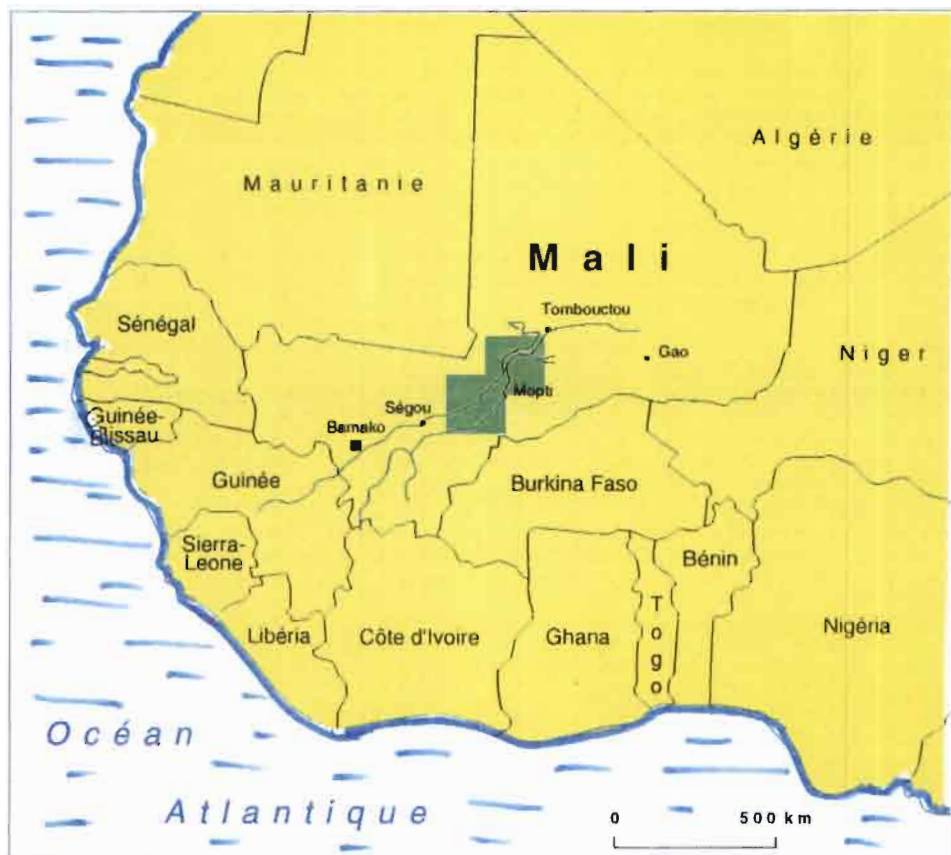 Algérie
Mauritanie
Mali
Tombouctou
Sénégal
Niger
Gao
Mopti
Ségou
Guinée-
Bissau
Bamako
Guinée
Burkina Faso
Sierra-
Leone
Bénin
Togo
Libéria
Côte d'Ivoire
Ghana
Nigéria
Océan
Atlantique
0 500 km